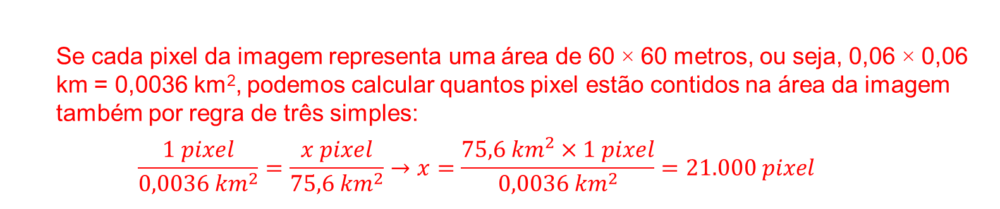 Se cada pixel da imagem representa uma área de 60 × 60 metros, ou seja, 0,06 × 0,06
km = 0,0036 km², podemos calcular quantos pixel estão contidos na área da imagem
também por regra de três simples:
1 pixel / 0,0036 km² = x pixel / 75,6 km² → x = 75,6 km² × 1 pixel / 0,0036 km² = 21.000 pixel